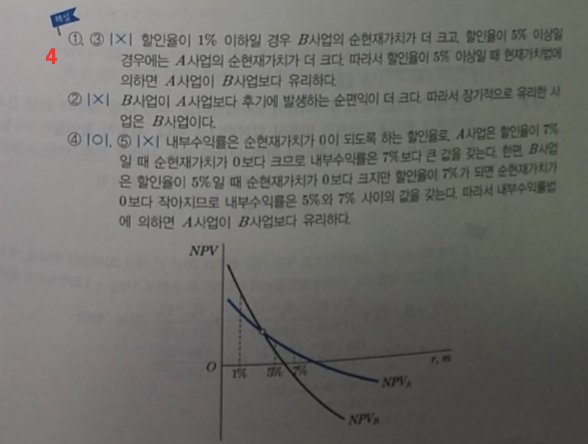 해설
4
①, ③ |×| 할인율이 1% 이하일 경우 B사업의 순현재가치가 더 크고, 할인율이 5% 이상일
경우에는 A사업의 순현재가치가 더 크다. 따라서 할인율이 5% 이상일 때 현재가치법에
의하면 A사업이 B사업보다 유리하다.
② |×| B사업이 A사업보다 후기에 발생하는 순편익이 더 크다. 따라서 장기적으로 유리한 사
업은 B사업이다.
④ |○|, ⑤ |×| 내부수익률은 순현재가치가 0이 되도록 하는 할인율로, A사업은 할인율이 7%
일 때 순현재가치가 0보다 크므로 내부수익률은 7%보다 큰 값을 갖는다. 한편, B사업
은 할인율이 5%일 때 순현재가치가 0보다 크지만 할인율이 7%가 되면 순현재가치가
0보다 작아지므로 내부수익률은 5%와 7% 사이의 값을 갖는다. 따라서 내부수익률법
에 의하면 A사업이 B사업보다 유리하다.
NPV
O 1% 5% 7% r, m
NPV_A
NPV_B